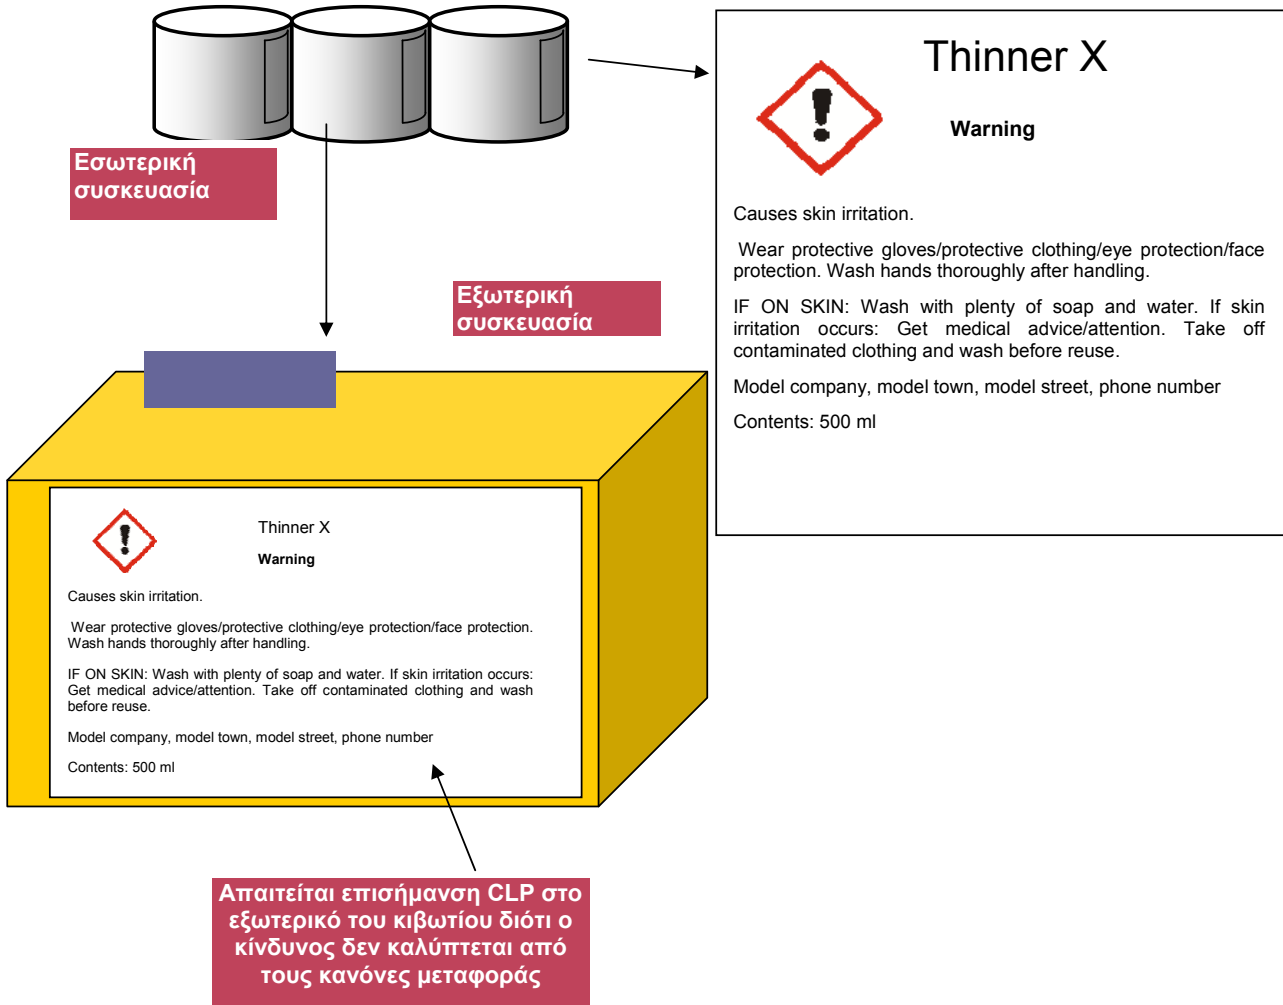 Thinner X
Warning
Causes skin irritation.
Wear protective gloves/protective clothing/eye protection/face
protection. Wash hands thoroughly after handling.
IF ON SKIN: Wash with plenty of soap and water. If skin
irritation occurs: Get medical advice/attention. Take off
contaminated clothing and wash before reuse.
Model company, model town, model street, phone number
Contents: 500 ml
Εσωτερική
συσκευασία
Εξωτερική
συσκευασία
Thinner X
Warning
Causes skin irritation.
Wear protective gloves/protective clothing/eye protection/face protection.
Wash hands thoroughly after handling.
IF ON SKIN: Wash with plenty of soap and water. If skin irritation occurs:
Get medical advice/attention. Take off contaminated clothing and wash
before reuse.
Model company, model town, model street, phone number
Contents: 500 ml
Απαιτείται επισήμανση CLP στο
εξωτερικό του κιβωτίου διότι ο
κίνδυνος δεν καλύπτεται από
τους κανόνες μεταφοράς